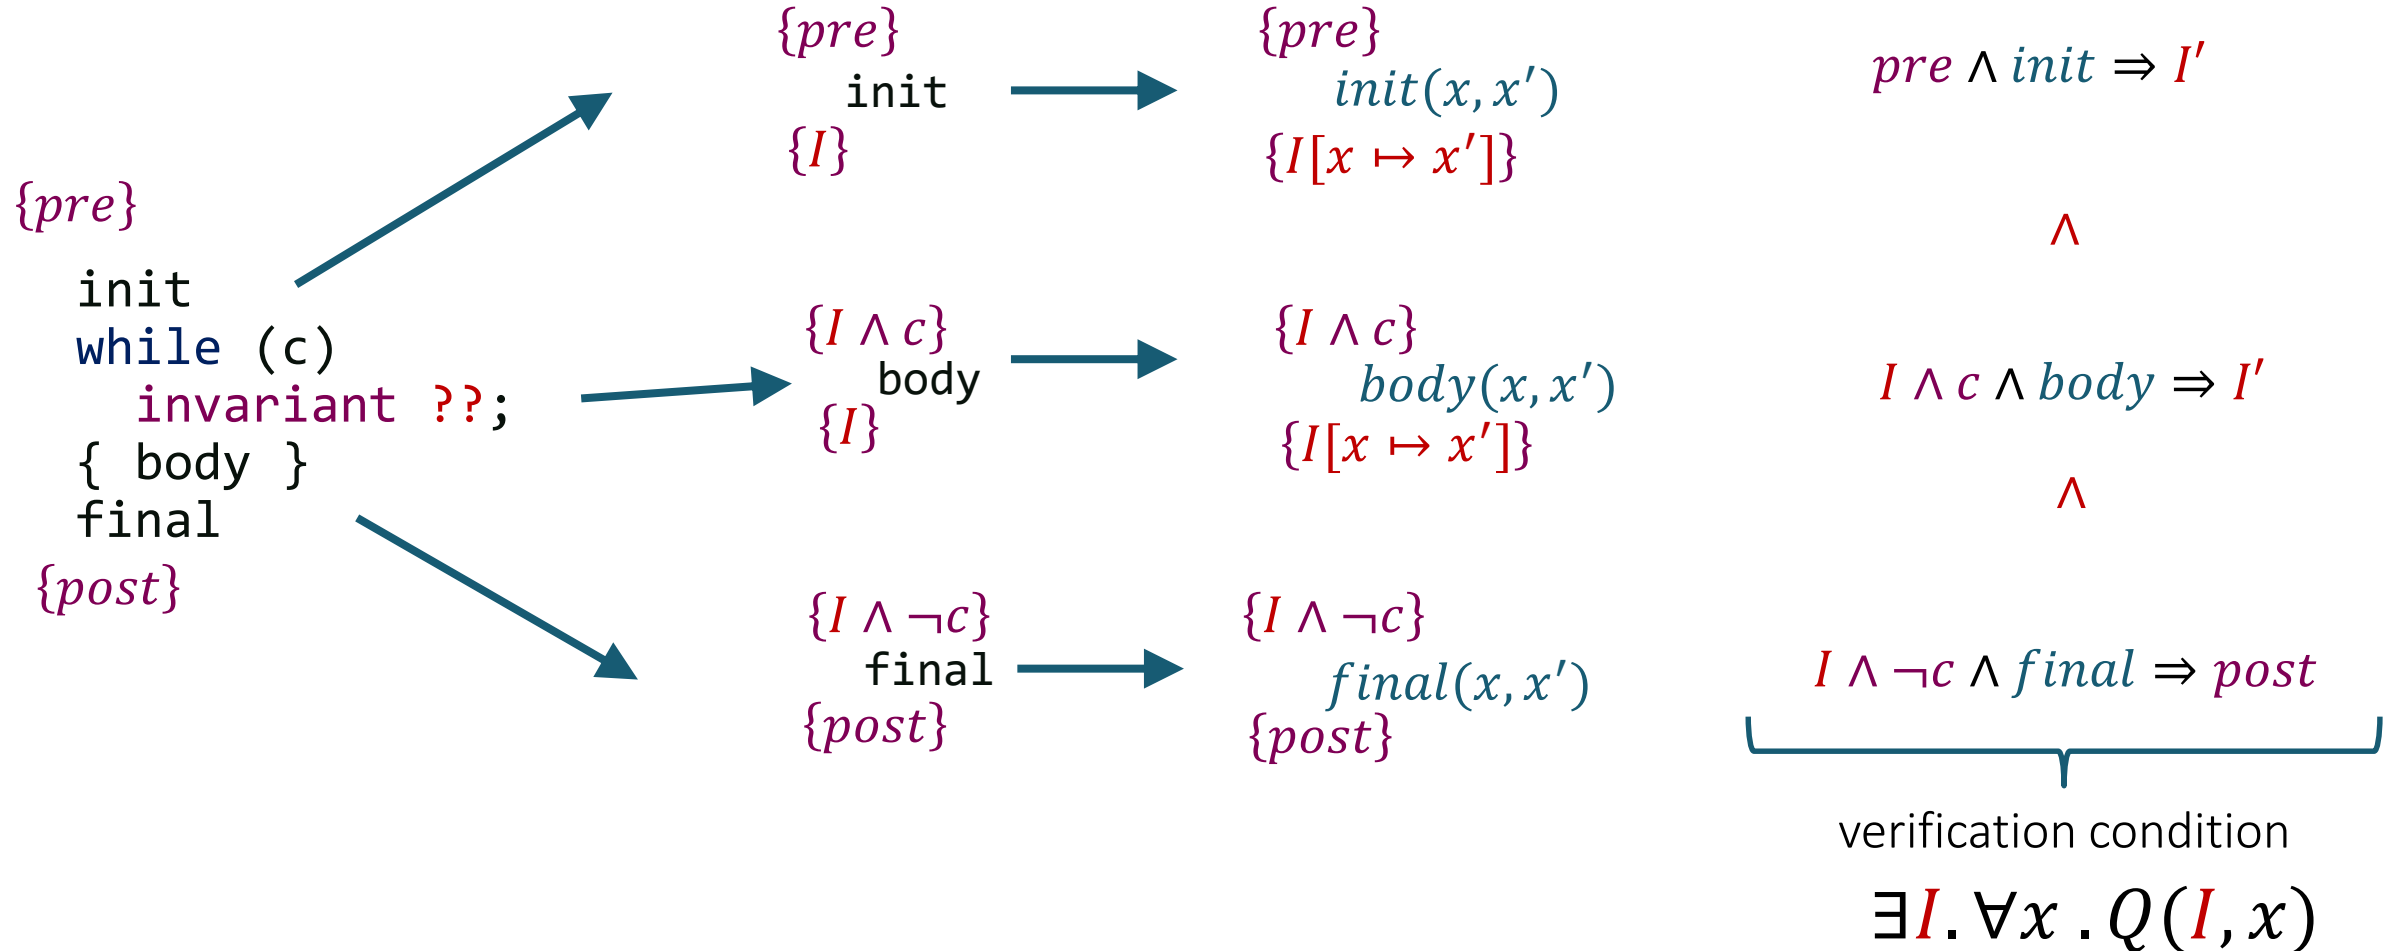 {pre}
init
while (c)
invariant ??;
{ body }
final
{post}
{pre}
init
{I}
{I ∧ c}
body
{I}
{I ∧ ¬c}
final
{post}
{pre}
init(x, x′)
{I[x ↦ x′]}
{I ∧ c}
body(x, x′)
{I[x ↦ x′]}
{I ∧ ¬c}
final(x, x′)
{post}
pre ∧ init ⇒ I′
∧
I ∧ c ∧ body ⇒ I′
∧
I ∧ ¬c ∧ final ⇒ post
verification condition
∃I. ∀x . Q(I, x)